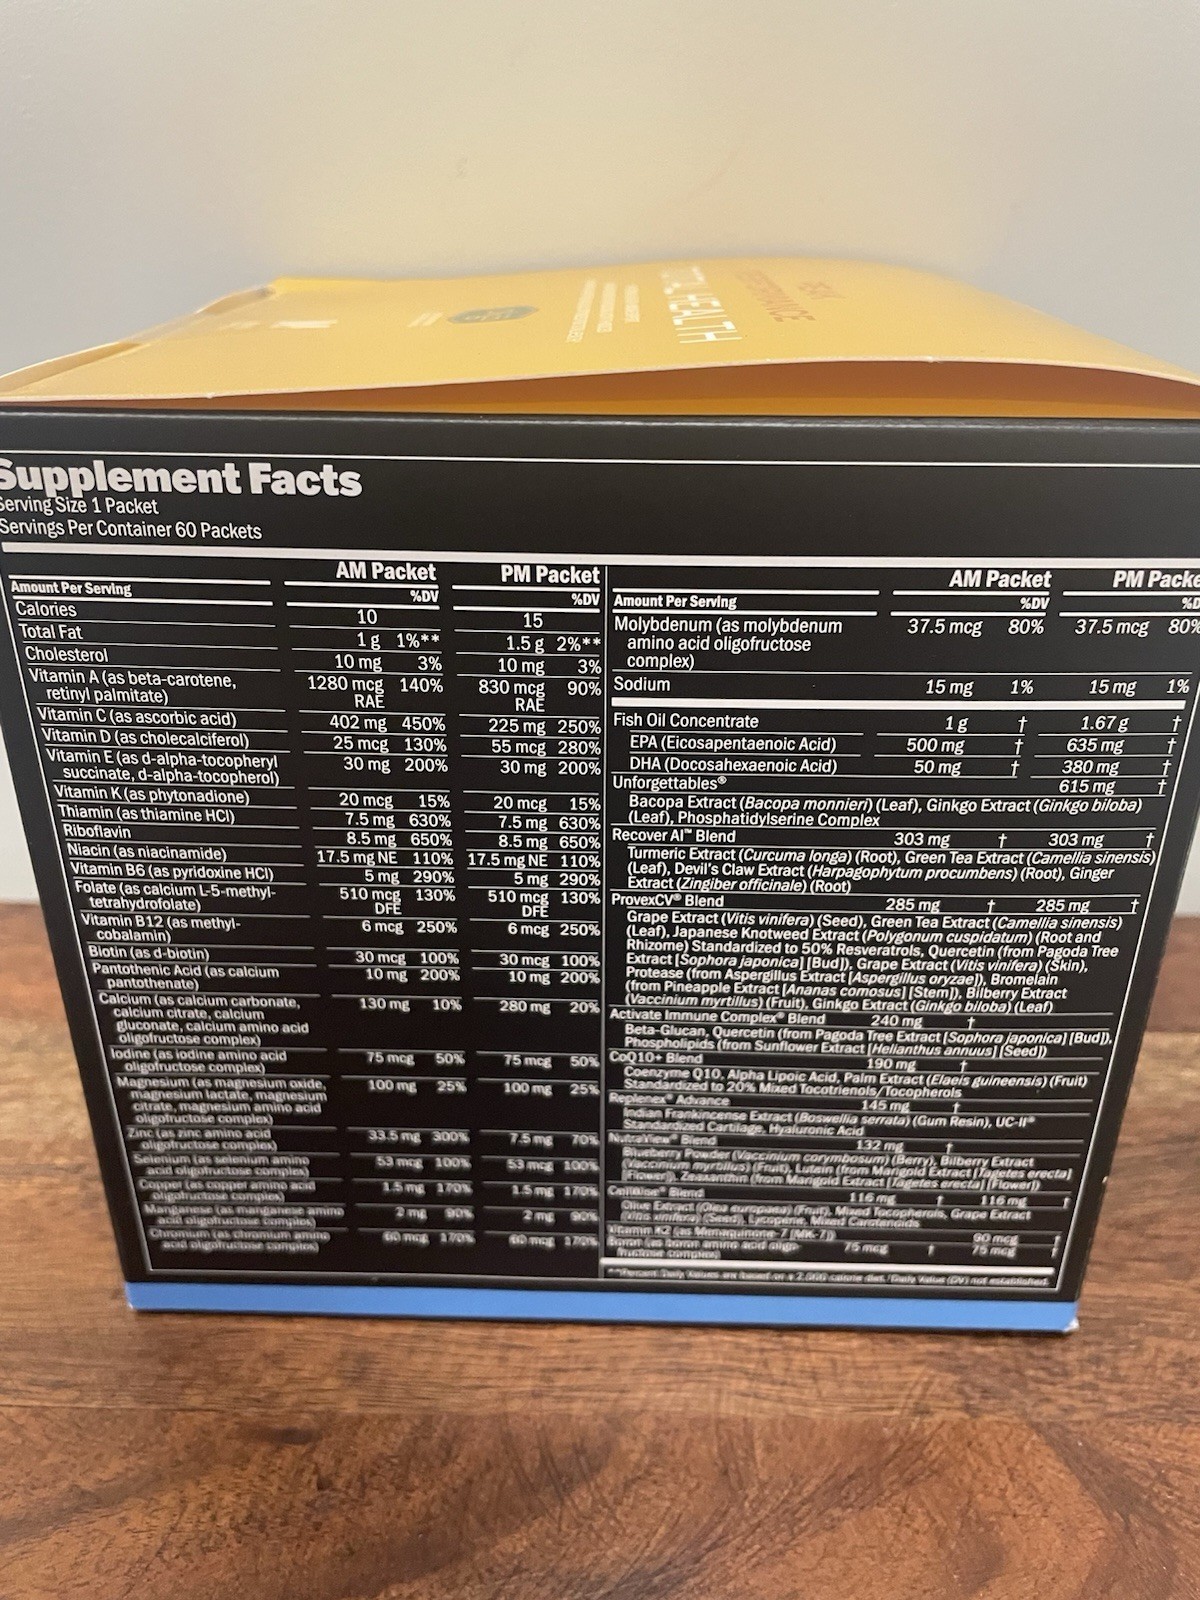 PEAK
PERFORMANCE
TOTAL HEALTH
Supplement Facts
Serving Size 1 Packet
Servings Per Container 60 Packets
Amount Per Serving AM Packet %DV PM Packet %DV
Calories 10 15
Total Fat 1 g 1%** 1.5 g 2%**
Cholesterol 10 mg 3% 10 mg 3%
Vitamin A (as beta-carotene, 1280 mcg 140% 830 mcg 90%
retinyl palmitate) RAE RAE
Vitamin C (as ascorbic acid) 402 mg 450% 225 mg 250%
Vitamin D (as cholecalciferol) 25 mcg 130% 55 mcg 280%
Vitamin E (as d-alpha-tocopheryl 30 mg 200% 30 mg 200%
succinate, d-alpha-tocopherol)
Vitamin K (as phytonadione) 20 mcg 15% 20 mcg 15%
Thiamin (as thiamine HCl) 7.5 mg 630% 7.5 mg 630%
Riboflavin 8.5 mg 650% 8.5 mg 650%
Niacin (as niacinamide) 17.5 mg NE 110% 17.5 mg NE 110%
Vitamin B6 (as pyridoxine HCl) 5 mg 290% 5 mg 290%
Folate (as calcium L-5-methyl- 510 mcg 130% 510 mcg 130%
tetrahydrofolate) DFE DFE
Vitamin B12 (as methyl- 6 mcg 250% 6 mcg 250%
cobalamin)
Biotin (as d-biotin) 30 mcg 100% 30 mcg 100%
Pantothenic Acid (as calcium 10 mg 200% 10 mg 200%
pantothenate)
Calcium (as calcium carbonate, 130 mg 10% 280 mg 20%
calcium citrate, calcium
gluconate, calcium amino acid
oligofructose complex)
Iodine (as iodine amino acid 75 mcg 50% 75 mcg 50%
oligofructose complex)
Magnesium (as magnesium oxide, 100 mg 25% 100 mg 25%
magnesium lactate, magnesium
citrate, magnesium amino acid
oligofructose complex)
Zinc (as zinc amino acid 33.5 mg 300% 7.5 mg 70%
oligofructose complex)
Selenium (as selenium amino 53 mcg 100% 53 mcg 100%
acid oligofructose complex)
Copper (as copper amino acid 1.5 mg 170% 1.5 mg 170%
oligofructose complex)
Manganese (as manganese amino 2 mg 90% 2 mg 90%
acid oligofructose complex)
Chromium (as chromium amino 60 mcg 170% 60 mcg 170%
acid oligofructose complex)
Amount Per Serving AM Packet %DV PM Packe %D
Molybdenum (as molybdenum 37.5 mcg 80% 37.5 mcg 80%
amino acid oligofructose
complex)
Sodium 15 mg 1% 15 mg 1%
Fish Oil Concentrate 1 g † 1.67 g †
EPA (Eicosapentaenoic Acid) 500 mg † 635 mg †
DHA (Docosahexaenoic Acid) 50 mg † 380 mg †
Unforgettables® 615 mg †
Bacopa Extract (Bacopa monnieri) (Leaf), Ginkgo Extract (Ginkgo biloba)
(Leaf), Phosphatidylserine Complex
Recover AI™ Blend 303 mg † 303 mg †
Turmeric Extract (Curcuma longa) (Root), Green Tea Extract (Camellia sinensis)
(Leaf), Devil's Claw Extract (Harpagophytum procumbens) (Root), Ginger
Extract (Zingiber officinale) (Root)
ProvexCV® Blend 285 mg † 285 mg †
Grape Extract (Vitis vinifera) (Seed), Green Tea Extract (Camellia sinensis)
(Leaf), Japanese Knotweed Extract (Polygonum cuspidatum) (Root and
Rhizome) Standardized to 50% Resveratrols, Quercetin (from Pagoda Tree
Extract [Sophora japonica] [Bud]), Grape Extract (Vitis vinifera) (Skin),
Protease (from Aspergillus Extract [Aspergillus oryzae]), Bromelain
(from Pineapple Extract [Ananas comosus] [Stem]), Bilberry Extract
(Vaccinium myrtillus) (Fruit), Ginkgo Extract (Ginkgo biloba) (Leaf)
Activate Immune Complex® Blend 240 mg †
Beta-Glucan, Quercetin (from Pagoda Tree Extract [Sophora japonica] [Bud]),
Phospholipids (from Sunflower Extract [Helianthus annuus] [Seed])
CoQ10+ Blend 190 mg †
Coenzyme Q10, Alpha Lipoic Acid, Palm Extract (Elaeis guineensis) (Fruit)
Standardized to 20% Mixed Tocotrienols/Tocopherols
Replenex® Advance 145 mg †
Indian Frankincense Extract (Boswellia serrata) (Gum Resin), UC-II®
Standardized Cartilage, Hyaluronic Acid
NutraView® Blend 132 mg †
Blueberry Powder (Vaccinium corymbosum) (Berry), Bilberry Extract
(Vaccinium myrtillus) (Fruit), Lutein (from Marigold Extract [Tagetes erecta]
[Flower]), Zeaxanthin (from Marigold Extract [Tagetes erecta] [Flower])
CellWise® Blend 116 mg † 116 mg †
Olive Extract (Olea europaea) (Fruit), Mixed Tocopherols, Grape Extract
(Vitis vinifera) (Seed), Lycopene, Mixed Carotenoids
Vitamin K2 (as Menaquinone-7 [MK-7]) 90 mcg †
Boron (as boron amino acid oligo- 75 mcg † 75 mcg †
fructose complex)
**Percent Daily Values are based on a 2,000 calorie diet. †Daily Value (DV) not established.